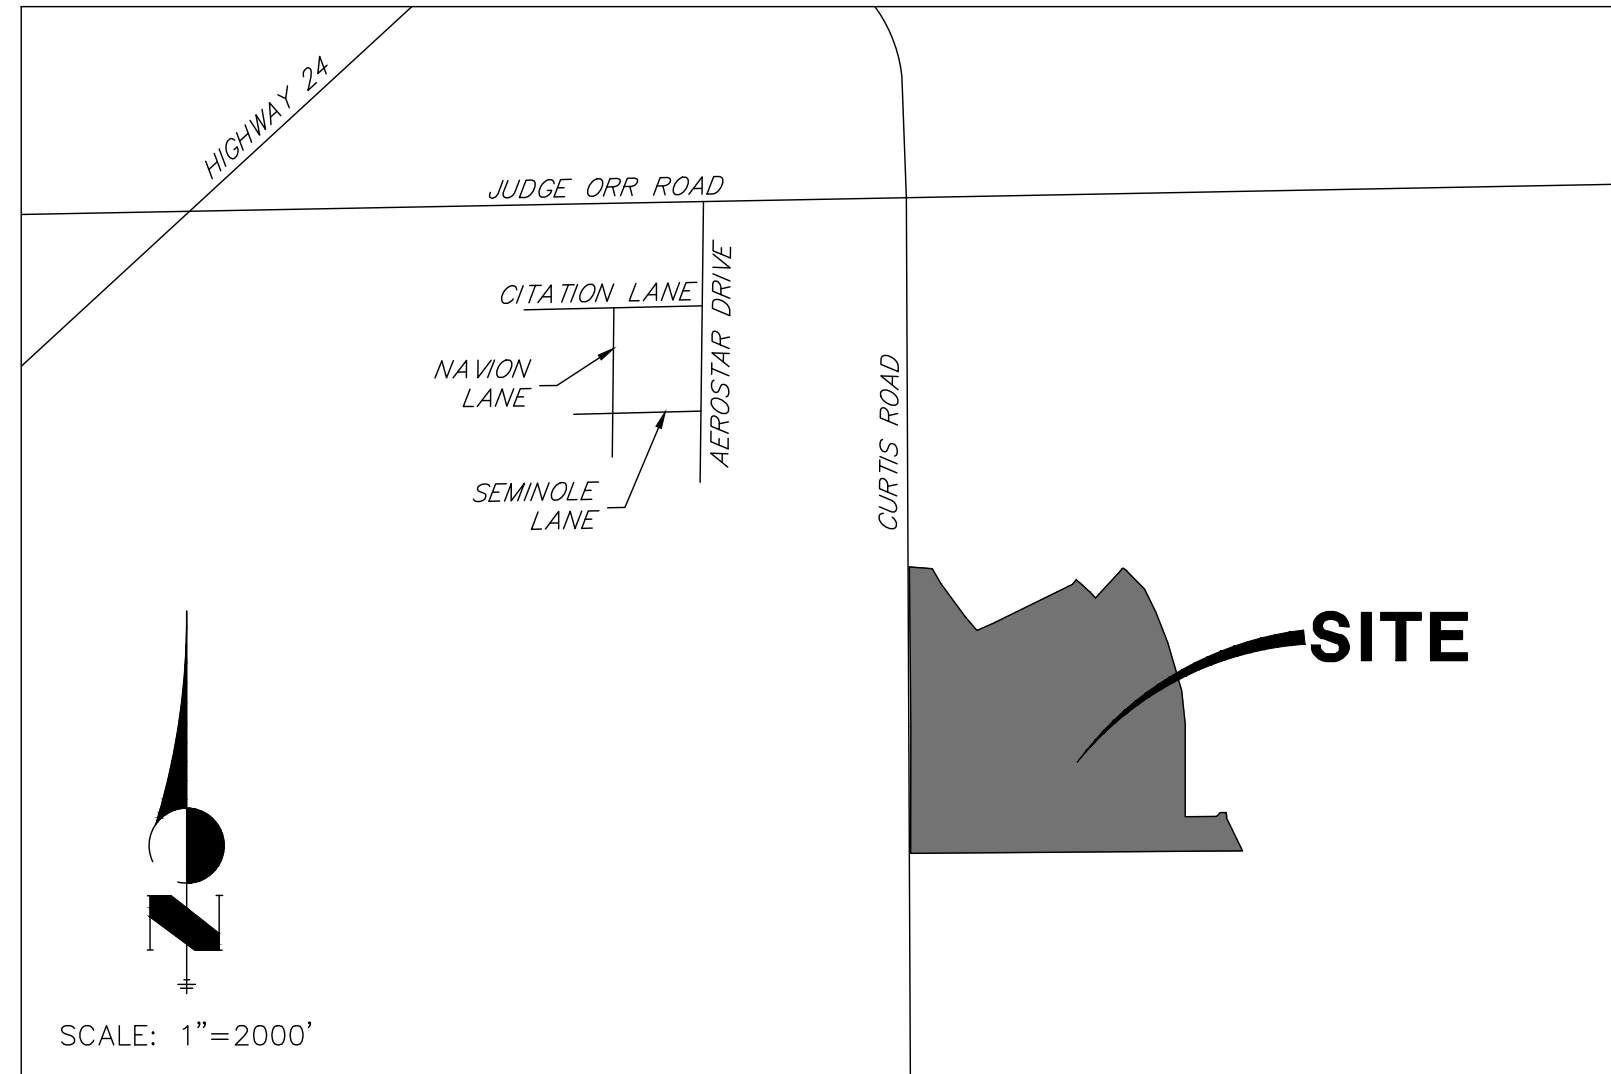 HIGHWAY 24
JUDGE ORR ROAD
CITATION LANE
AEROSTAR DRIVE
NAVION
LANE
CURTIS ROAD
SEMINOLE
LANE
SITE
N
SCALE: 1"=2000'